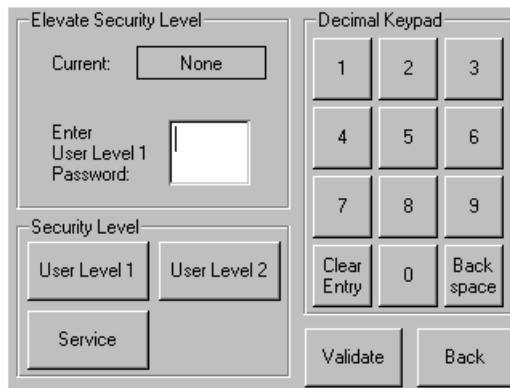 Elevate Security Level
Current:
None
Enter
User Level 1
Password:
Security Level
User Level 1
User Level 2
Service
Decimal Keypad
1 2 3
4 5 6
7 8 9
Clear
Entry
0
Back
space
Validate
Back